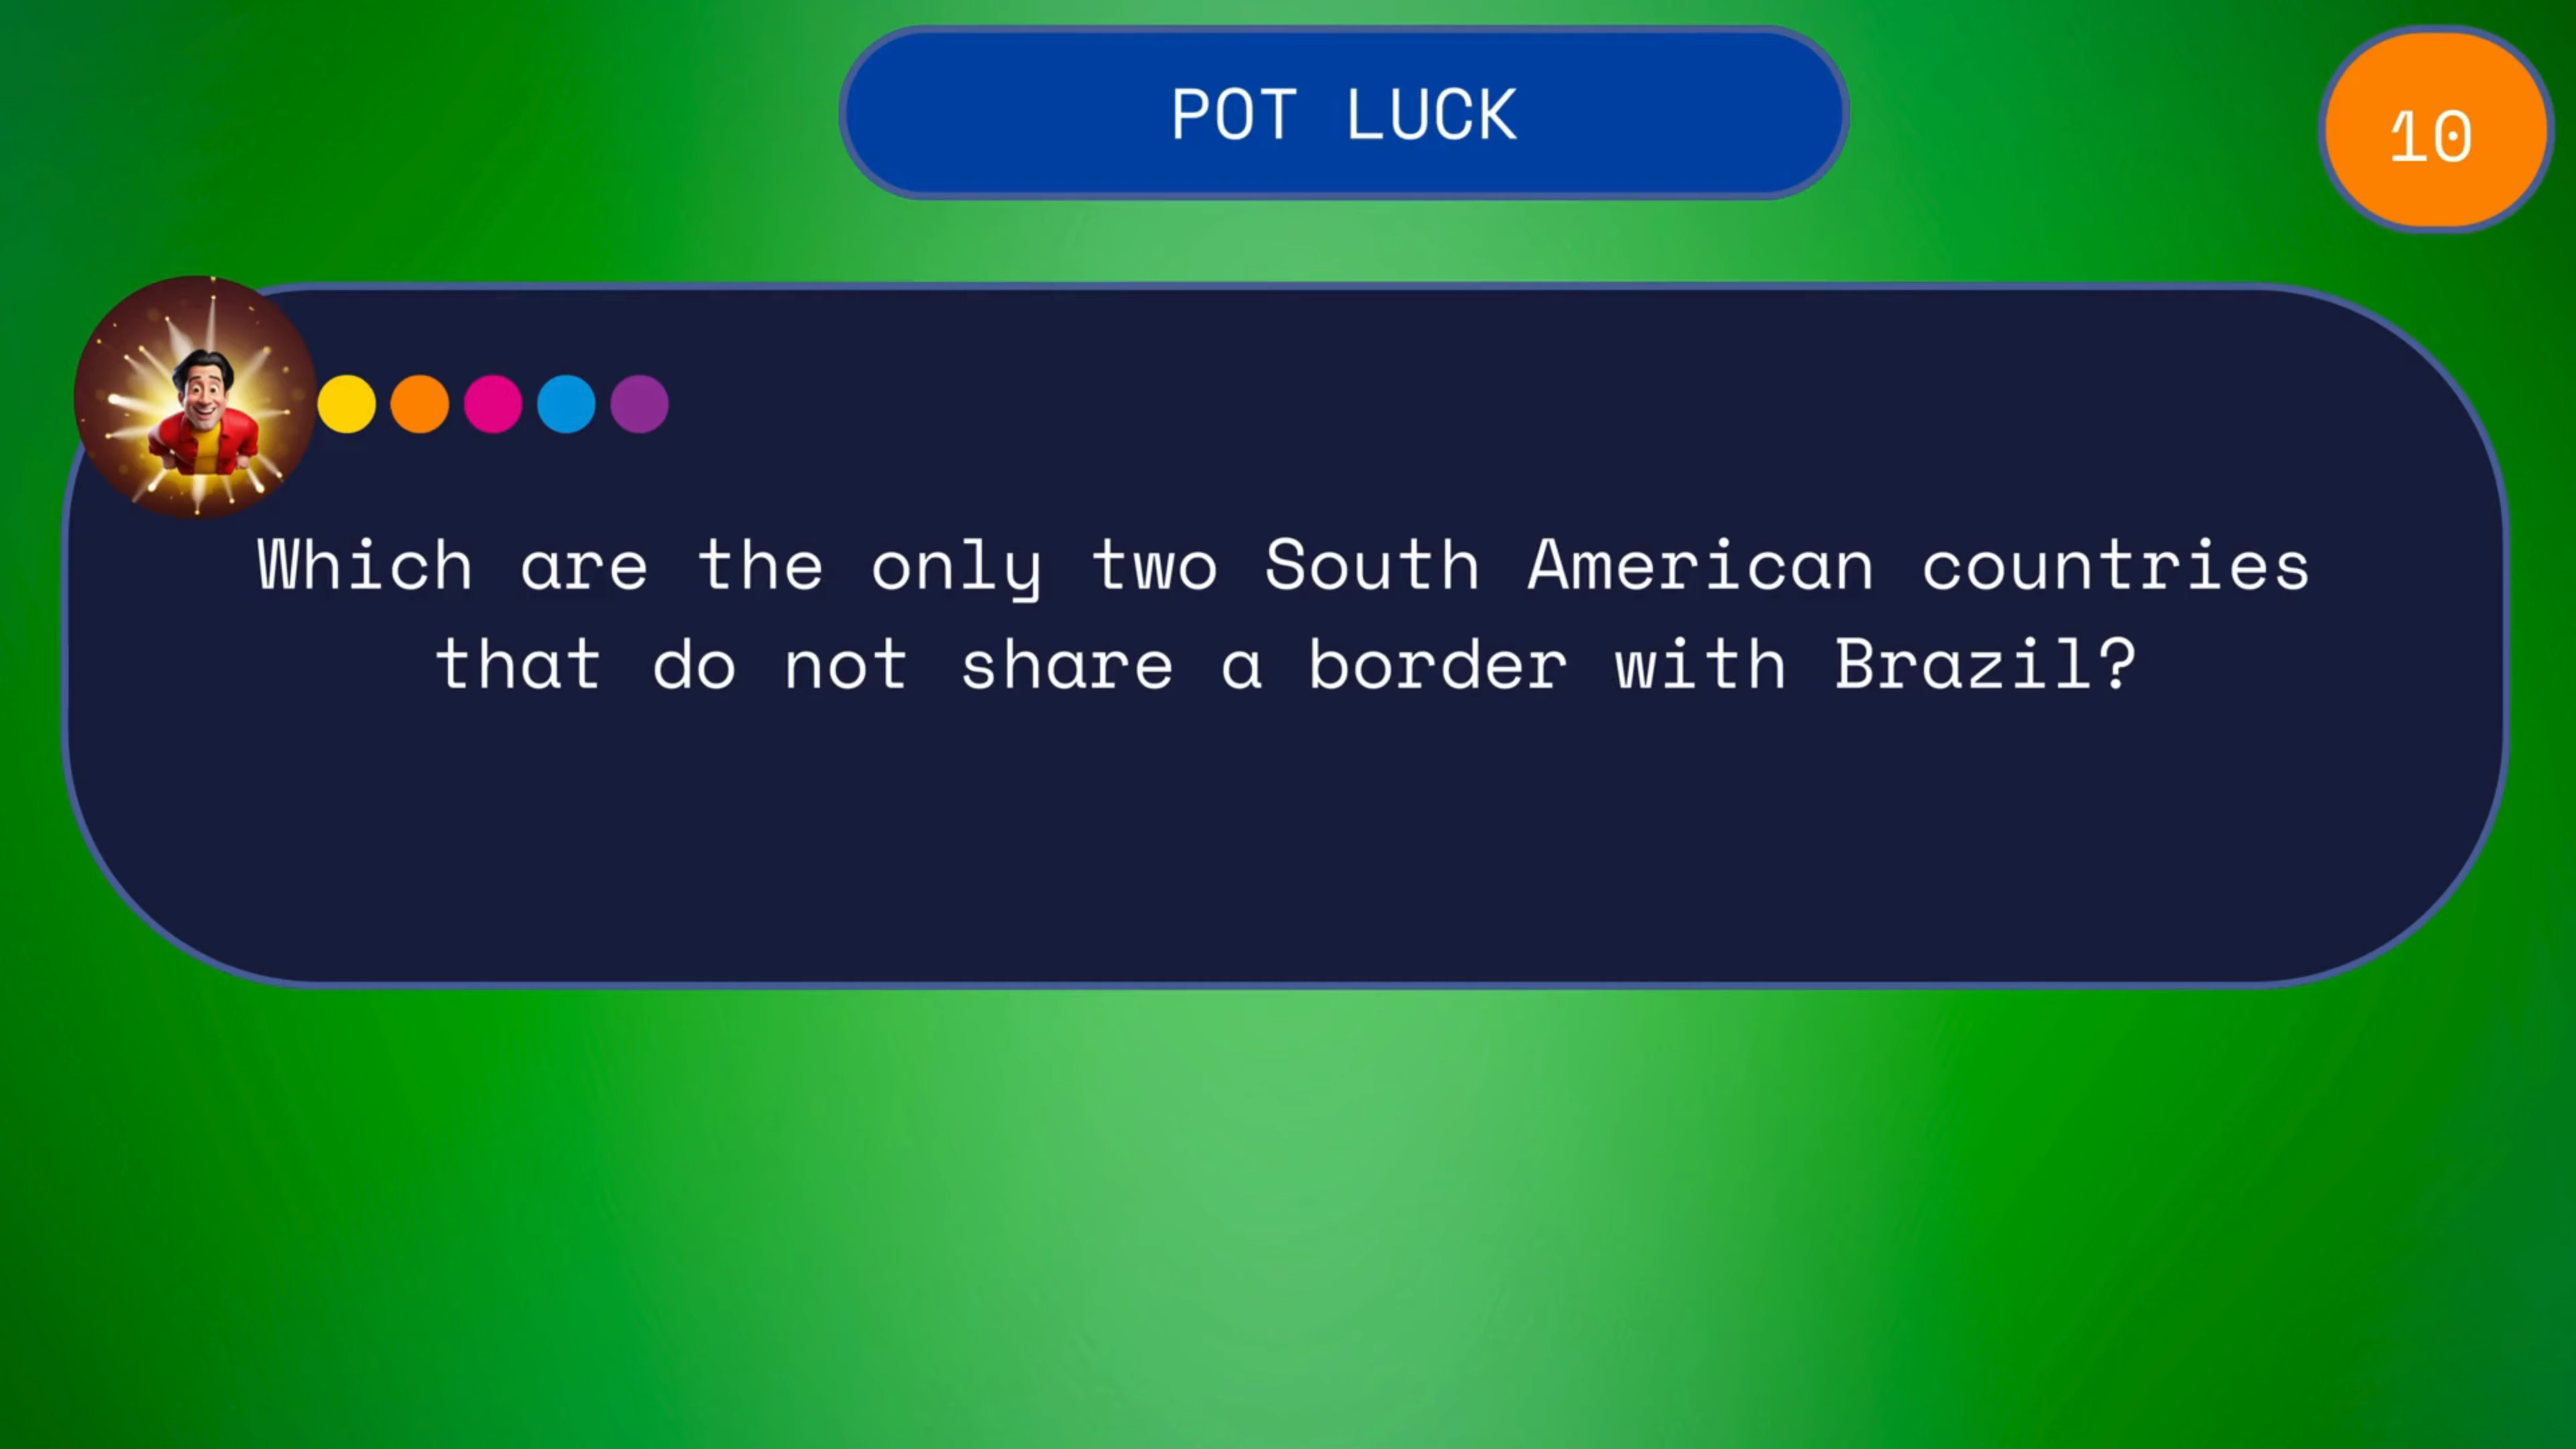 POT LUCK
10
Which are the only two South American countries
that do not share a border with Brazil?